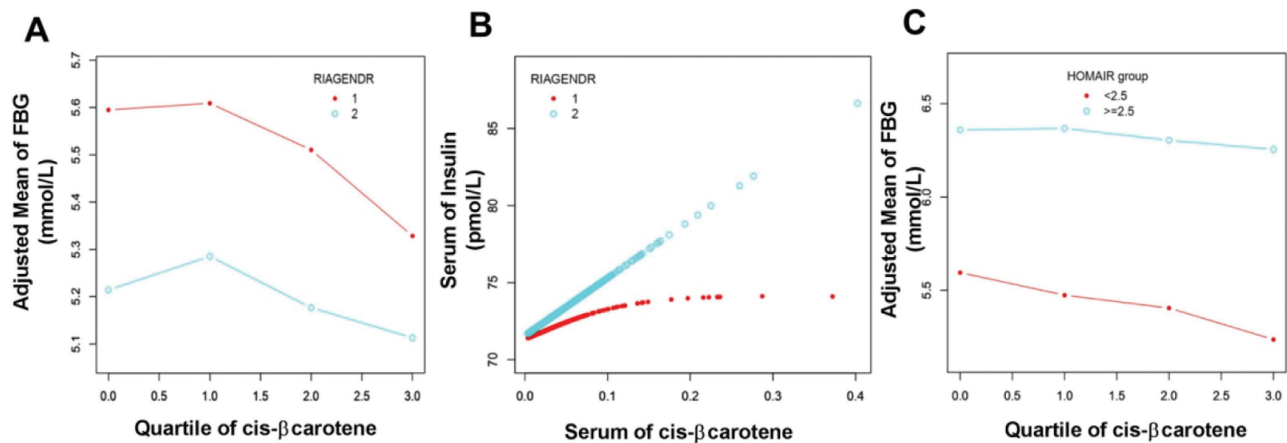 A
Adjusted Mean of FBG
(mmol/L)
5.7
5.6
5.5
5.4
5.3
5.2
5.1
RIAGENDR
1
2
0.0 0.5 1.0 1.5 2.0 2.5 3.0
Quartile of cis-β carotene
B
Serum of Insulin
(pmol/L)
85
80
75
70
RIAGENDR
1
2
0.0 0.1 0.2 0.3 0.4
Serum of cis-β carotene
C
Adjusted Mean of FBG
(mmol/L)
6.5
6.0
5.5
HOMAIR group
<2.5
>=2.5
0.0 0.5 1.0 1.5 2.0 2.5 3.0
Quartile of cis-β carotene